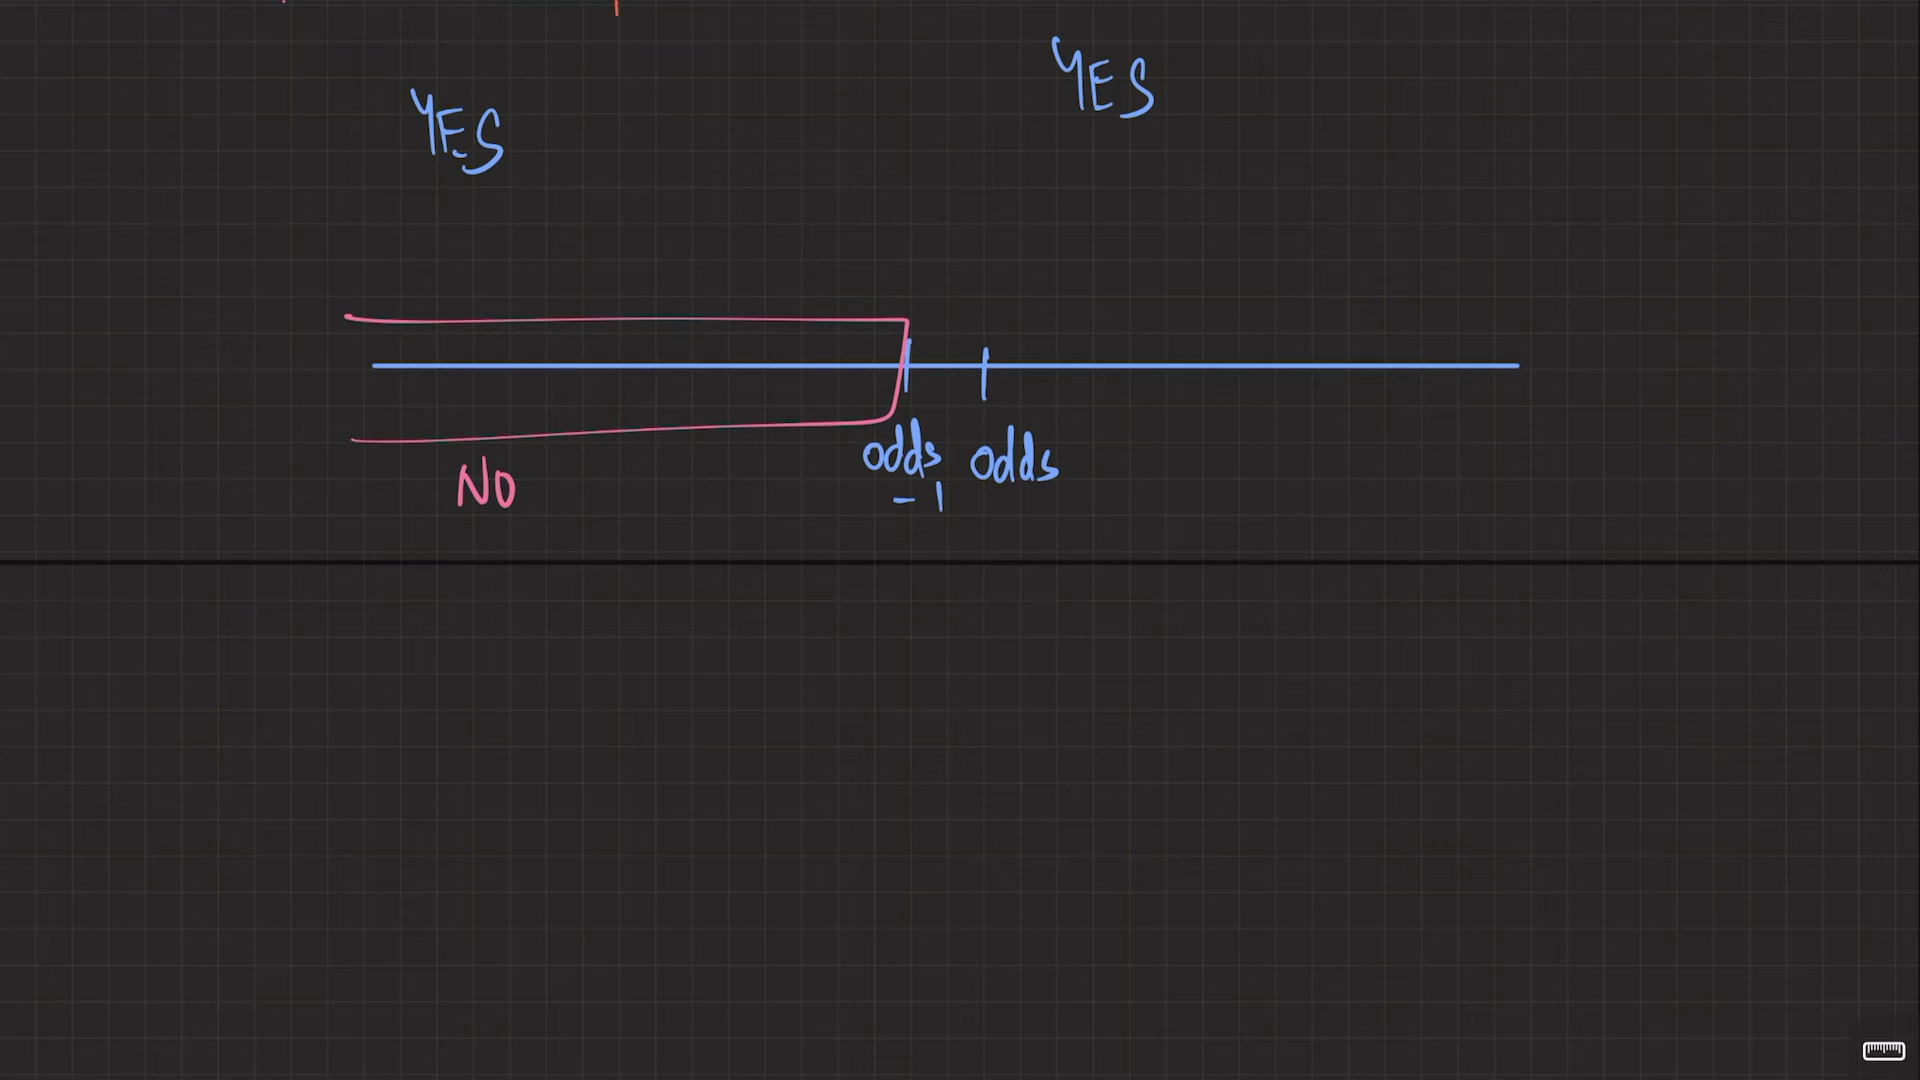 YES
YES
odds odds
- 1
NO